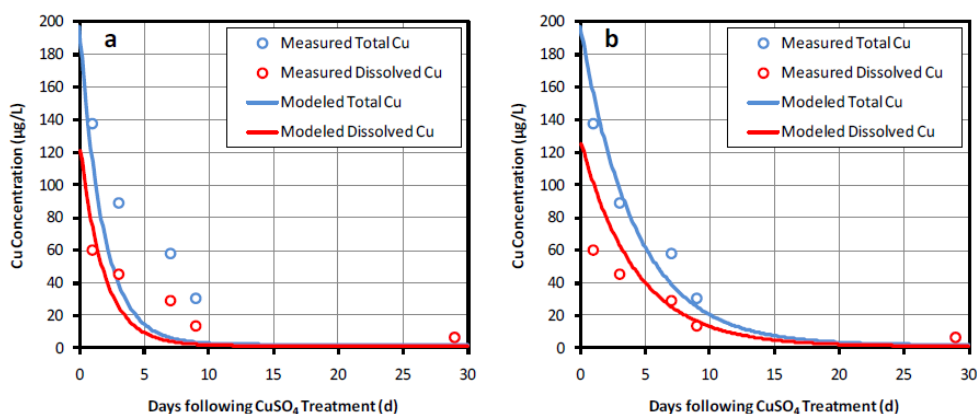 a
Measured Total Cu
Measured Dissolved Cu
Modeled Total Cu
Modeled Dissolved Cu
Cu Concentration (µg/L)
200
180
160
140
120
100
80
60
40
20
0
0 5 10 15 20 25 30
Days following CuSO₄ Treatment (d)
b
Measured Total Cu
Measured Dissolved Cu
Modeled Total Cu
Modeled Dissolved Cu
Cu Concentration (µg/L)
200
180
160
140
120
100
80
60
40
20
0
0 5 10 15 20 25 30
Days following CuSO₄ Treatment (d)